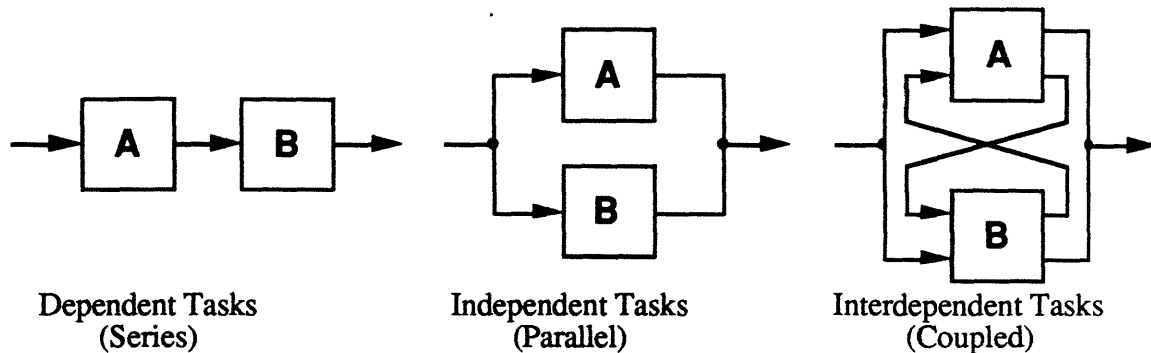 A
B
Dependent Tasks
(Series)
A
B
Independent Tasks
(Parallel)
A
B
Interdependent Tasks
(Coupled)